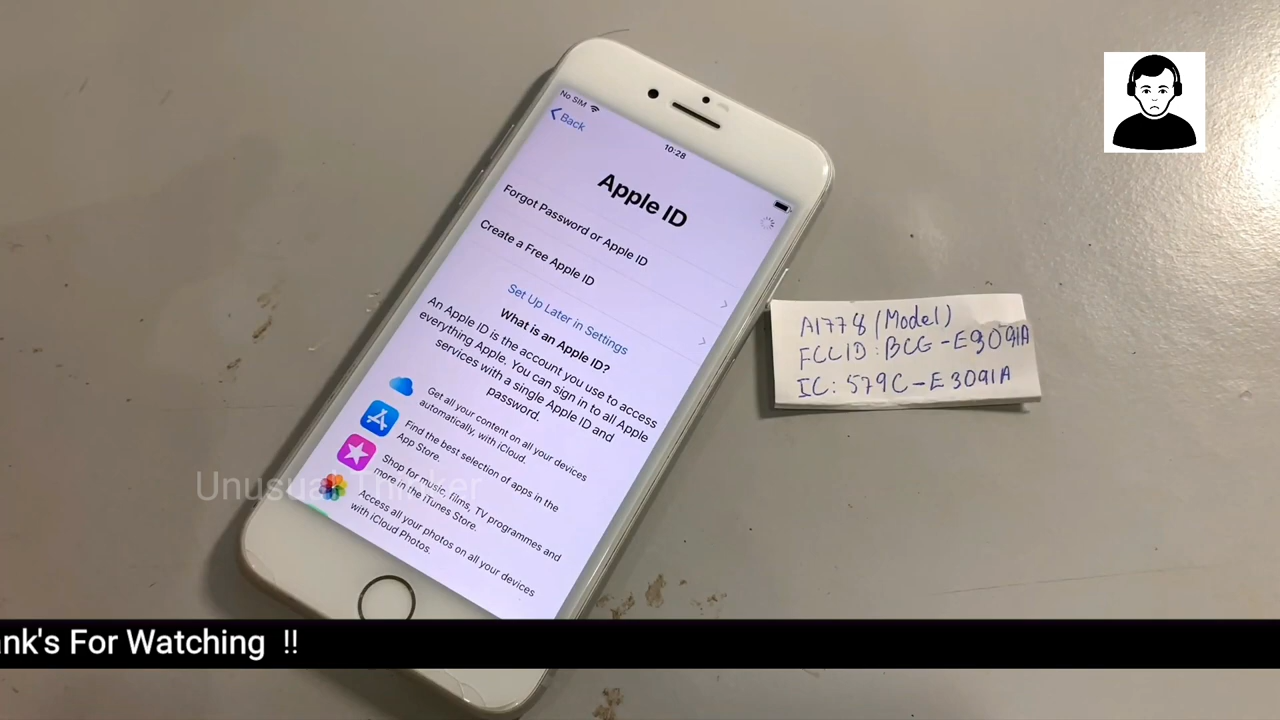 No SIM
Back
10:28
Apple ID
Forgot Password or Apple ID
Create a Free Apple ID
Set Up Later in Settings
What is an Apple ID?
An Apple ID is the account you use to access
everything Apple. You can sign in to all Apple
services with a single Apple ID and
password.
Get all your content on all your devices
automatically, with iCloud.
Find the best selection of apps in the
App Store.
Shop for music, films, TV programmes and
more in the iTunes Store.
Access all your photos on all your devices
with iCloud Photos.
A1778 (Model)
FCCID: BCG-E3091A
IC: 579C-E3091A
Unusual Thinker
ank's For Watching !!